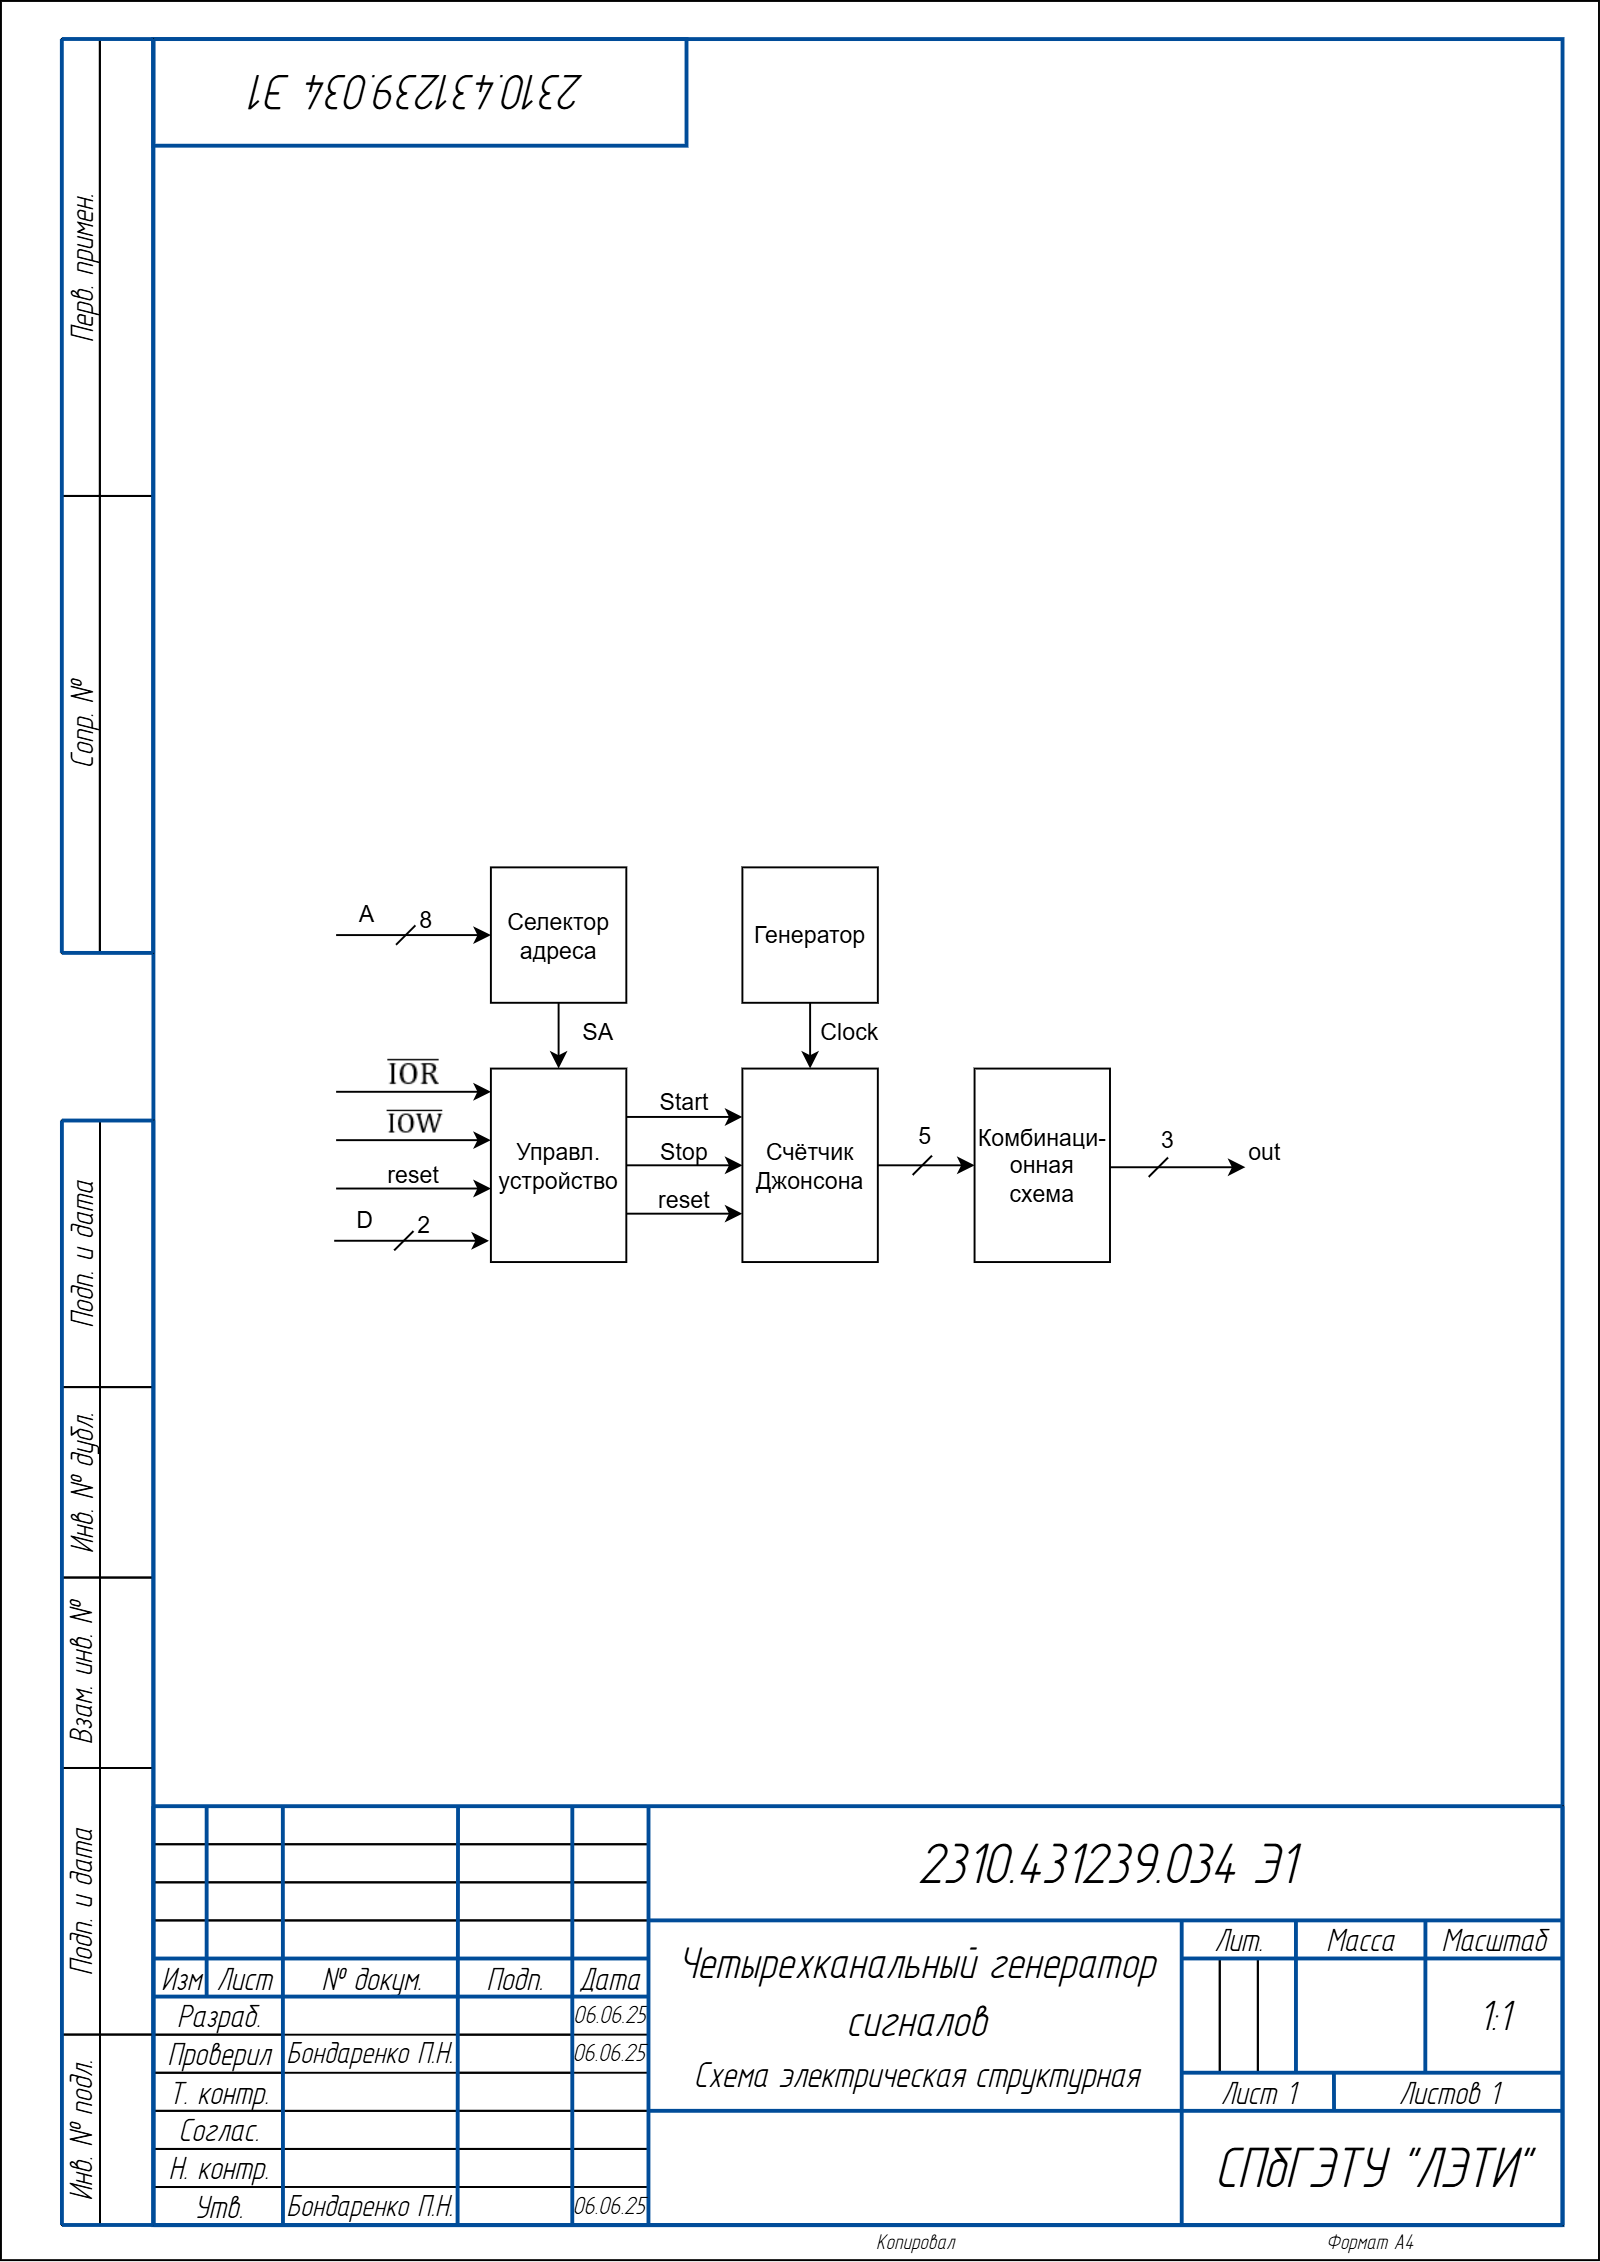 2310.431239.034 Э1
Перв. примен.
Справ. №
Подп. и дата
Инв. № дубл.
Взам. инв. №
Подп. и дата
Инв. № подл.
A
8
Селектор
адреса
Генератор
SA
Clock
IOR
IOW
reset
D
2
Управл.
устройство
Start
Stop
reset
Счётчик
Джонсона
5
Комбинаци-
онная
схема
3
out
2310.431239.034 Э1
Изм Лист № докум. Подп. Дата
Разраб. 06.06.25
Проверил Бондаренко П.Н. 06.06.25
Т. контр.
Соглас.
Н. контр.
Утв. Бондаренко П.Н. 06.06.25
Четырехканальный генератор
сигналов
Схема электрическая структурная
Лит. Масса Масштаб
1:1
Лист 1 Листов 1
СПбГЭТУ "ЛЭТИ"
Копировал Формат А4